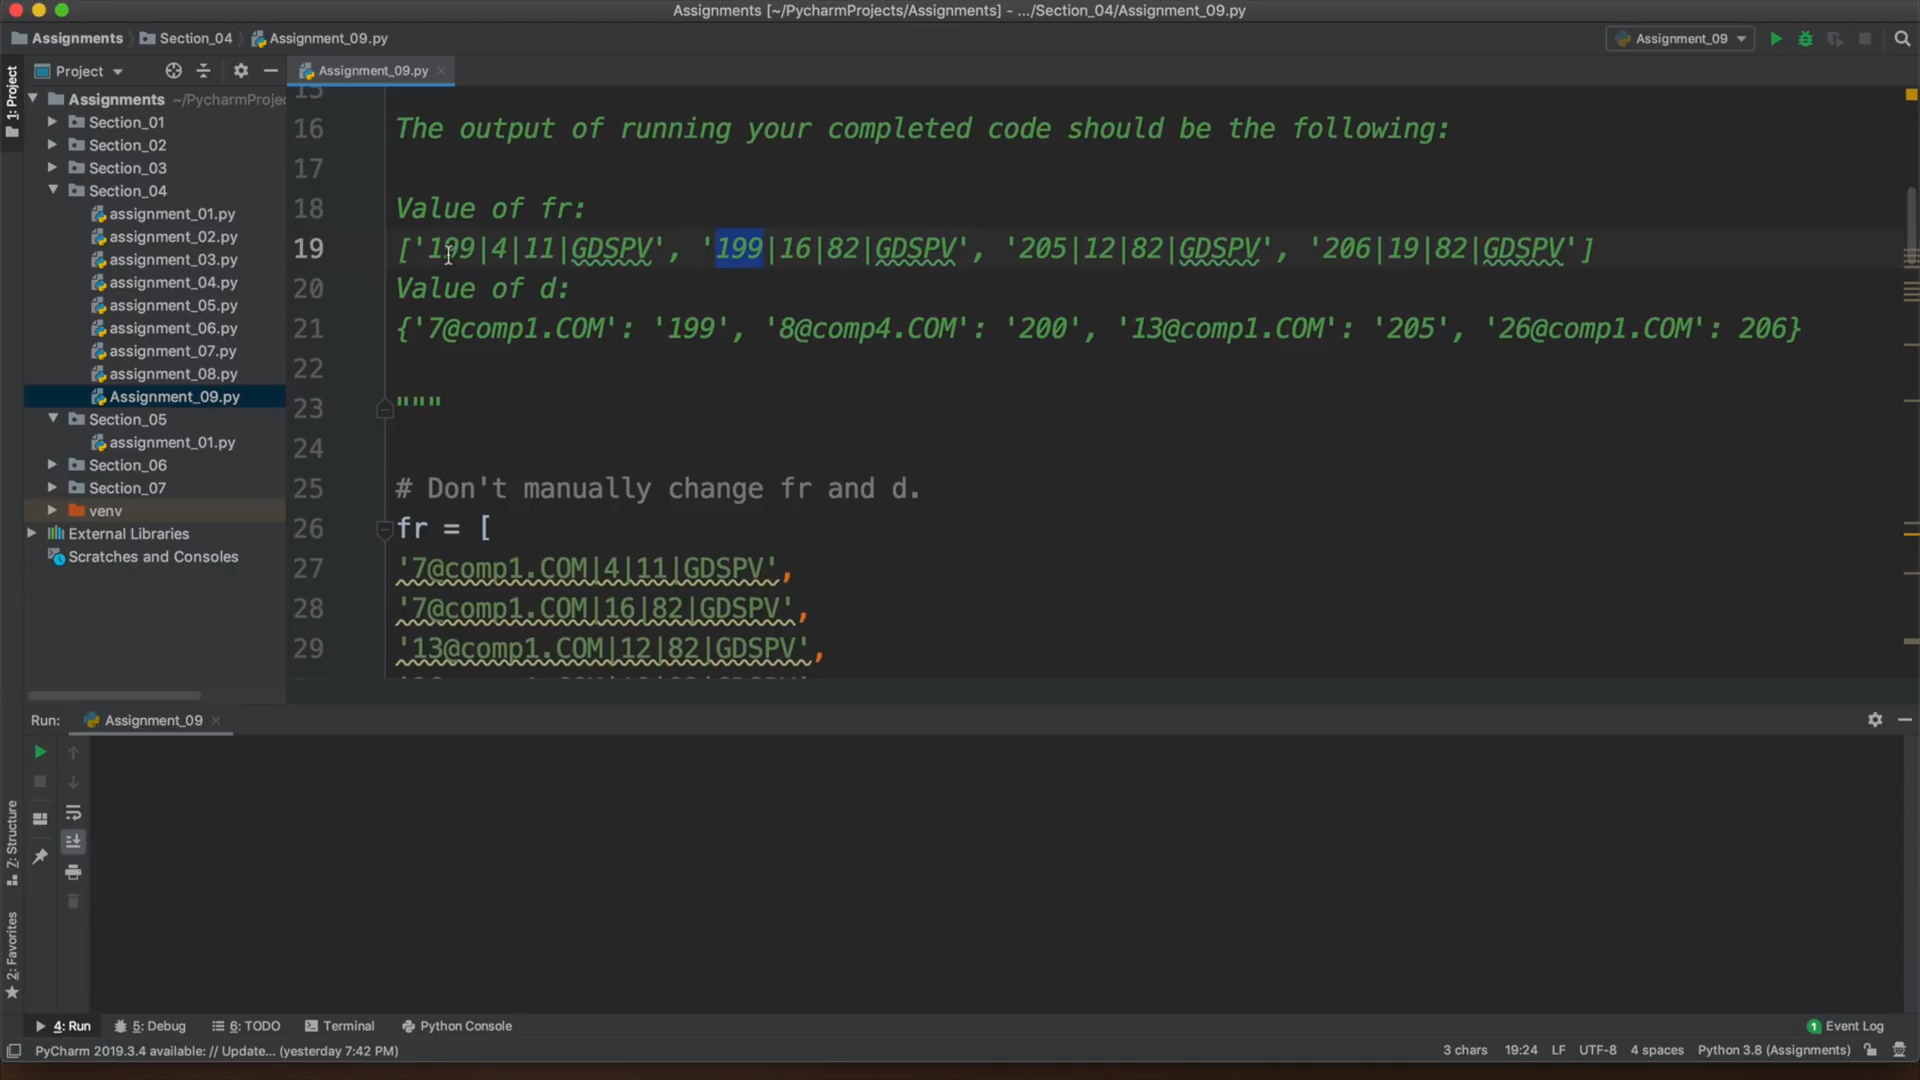 Assignments [~/PycharmProjects/Assignments] - .../Section_04/Assignment_09.py
Assignments Section_04 Assignment_09.py
Assignment_09
1: Project
Project
Assignment_09.py
Assignments ~/PycharmProje
Section_01
Section_02
Section_03
Section_04
assignment_01.py
assignment_02.py
assignment_03.py
assignment_04.py
assignment_05.py
assignment_06.py
assignment_07.py
assignment_08.py
Assignment_09.py
Section_05
assignment_01.py
Section_06
Section_07
venv
External Libraries
Scratches and Consoles
15
16 The output of running your completed code should be the following:
17
18 Value of fr:
19 ['199|4|11|GDSPV', '199|16|82|GDSPV', '205|12|82|GDSPV', '206|19|82|GDSPV']
20 Value of d:
21 {'7@comp1.COM': '199', '8@comp4.COM': '200', '13@comp1.COM': '205', '26@comp1.COM': 206}
22
23 """
24
25 # Don't manually change fr and d.
26 fr = [
27 '7@comp1.COM|4|11|GDSPV',
28 '7@comp1.COM|16|82|GDSPV',
29 '13@comp1.COM|12|82|GDSPV',
Run: Assignment_09
Z: Structure
2: Favorites
4: Run 5: Debug 6: TODO Terminal Python Console
1 Event Log
PyCharm 2019.3.4 available: // Update... (yesterday 7:42 PM)
3 chars 19:24 LF UTF-8 4 spaces Python 3.8 (Assignments)